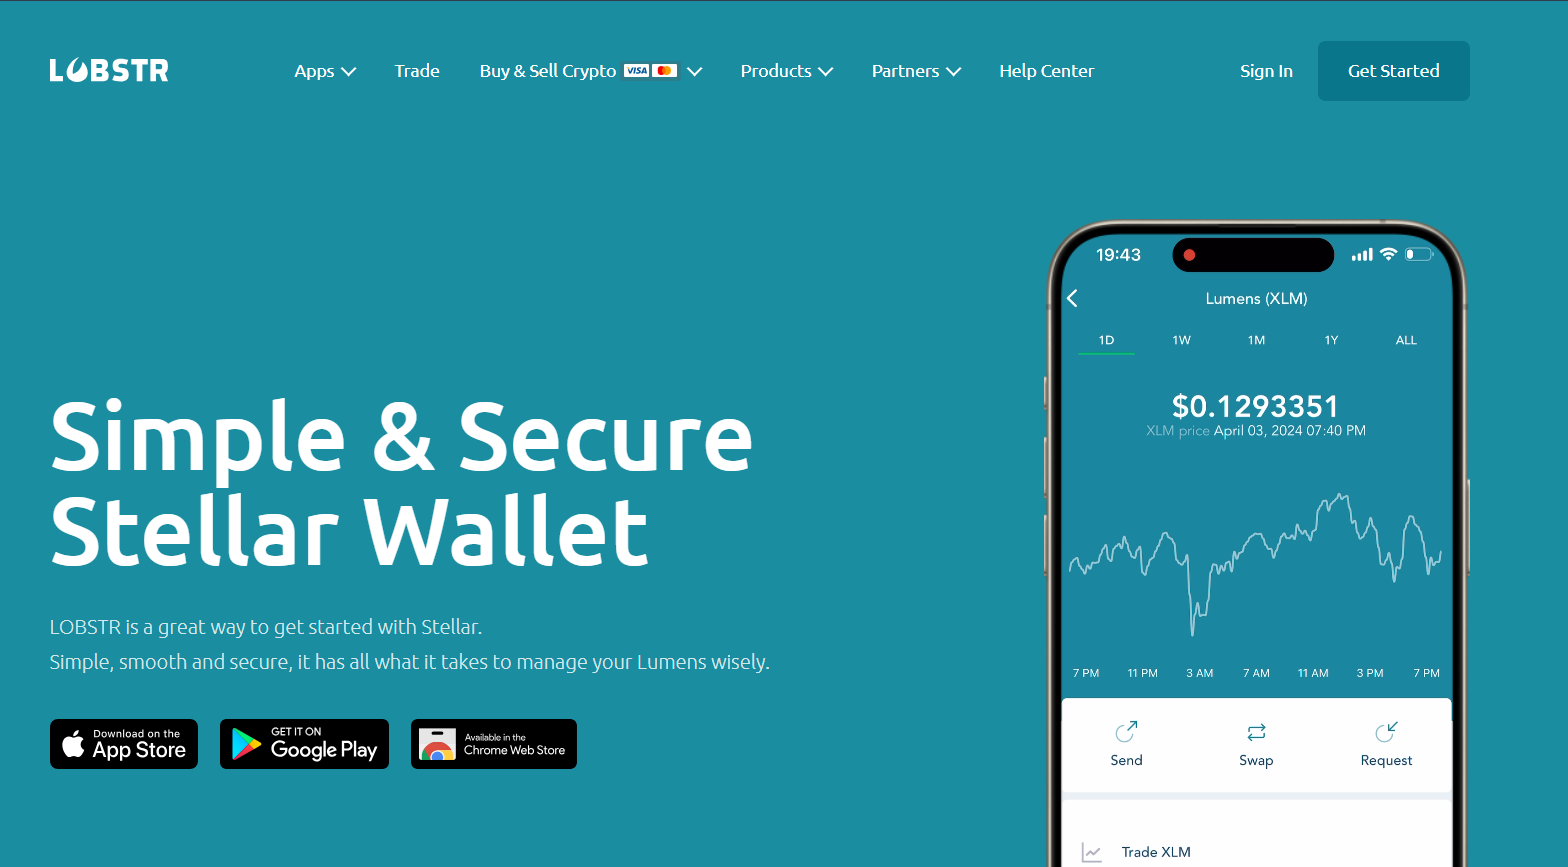 LOBSTR
Apps
Trade
Buy & Sell Crypto
VISA
Products
Partners
Help Center
Sign In
Get Started
Simple & Secure
Stellar Wallet
LOBSTR is a great way to get started with Stellar.
Simple, smooth and secure, it has all what it takes to manage your Lumens wisely.
Download on the
App Store
GET IT ON
Google Play
Available in the
Chrome Web Store
19:43
Lumens (XLM)
1D 1W 1M 1Y ALL
$0.1293351
XLM price April 03, 2024 07:40 PM
7 PM 11 PM 3 AM 7 AM 11 AM 3 PM 7 PM
Send Swap Request
Trade XLM